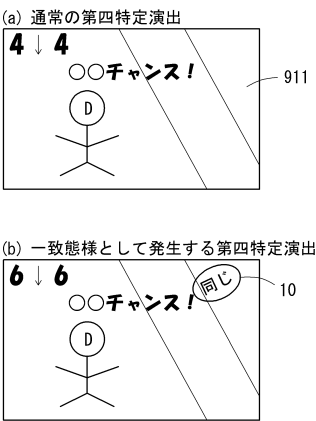 (a) 通常の第四特定演出
4 ↓ 4
○○チャンス！
D
911
(b) 一致態様として発生する第四特定演出
6 ↓ 6
同じ
○○チャンス！
10
D